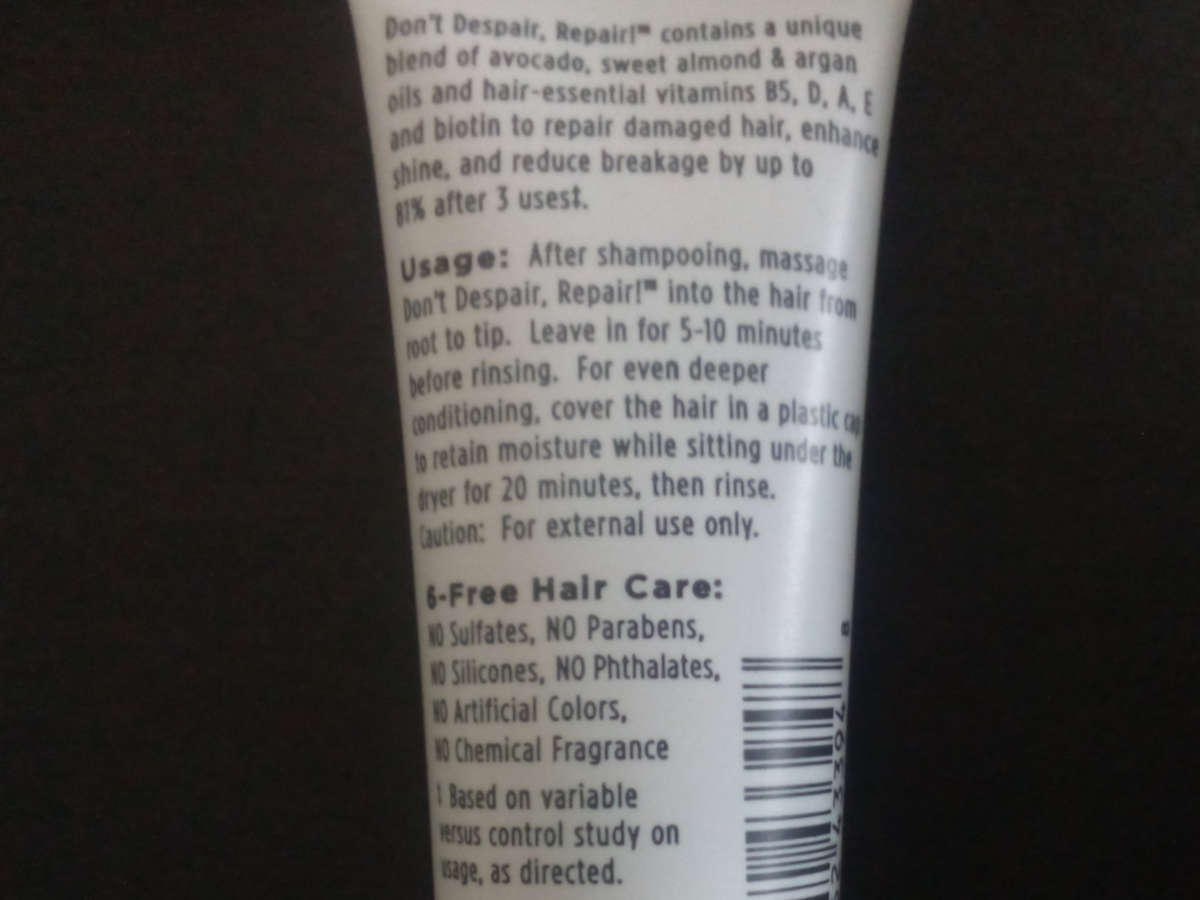 Don't Despair, Repair!™ contains a unique
blend of avocado, sweet almond & argan
oils and hair-essential vitamins B5, D, A, E
and biotin to repair damaged hair, enhance
shine, and reduce breakage by up to
81% after 3 uses‡.
Usage: After shampooing, massage
Don't Despair, Repair!™ into the hair from
root to tip. Leave in for 5-10 minutes
before rinsing. For even deeper
conditioning, cover the hair in a plastic cap
to retain moisture while sitting under the
dryer for 20 minutes, then rinse.
Caution: For external use only.
6-Free Hair Care:
NO Sulfates, NO Parabens,
NO Silicones, NO Phthalates,
NO Artificial Colors,
NO Chemical Fragrance
‡ Based on variable
versus control study on
usage, as directed.